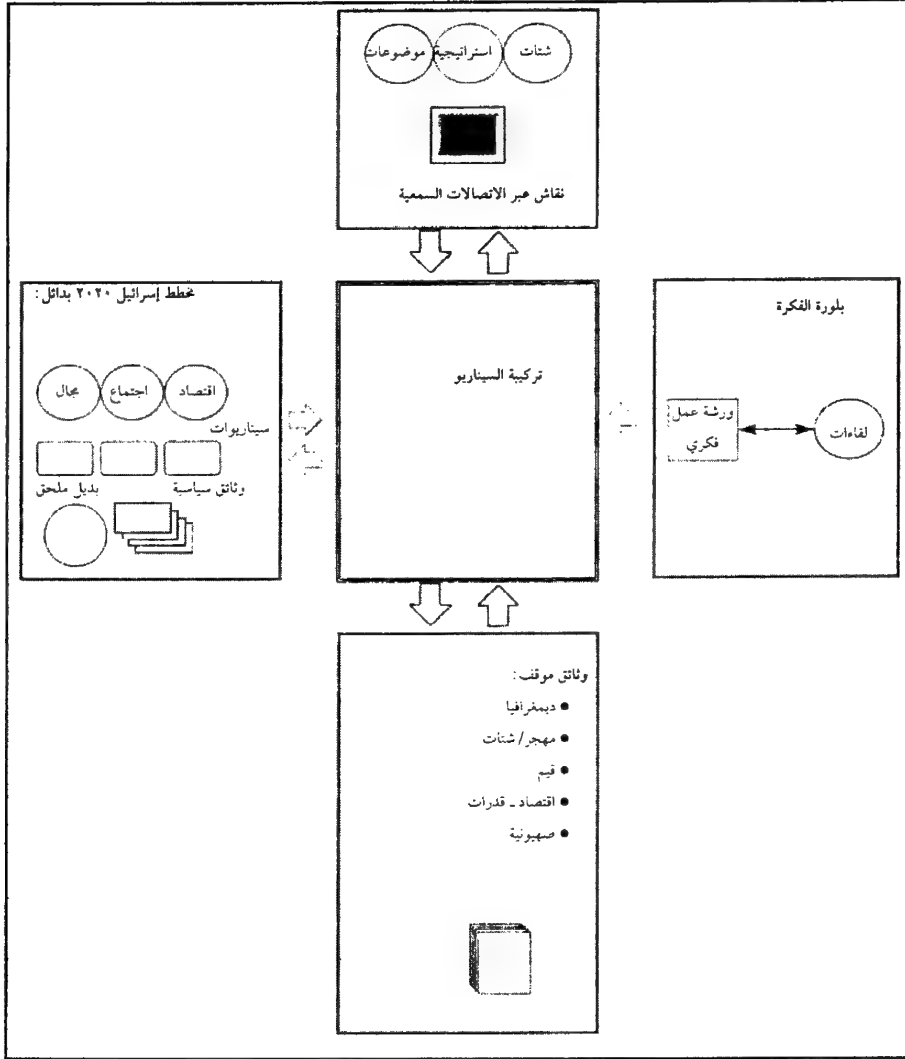 شتات استراتيجية موضوعات
نقاش عبر الاتصالات السمعية
بلورة الفكرة
لقاءات
ورشة عمل
فكري
تركيبة السيناريو
مخطط إسرائيل ٢٠٢٠ بدائل:
اقتصاد اجتماع مجال
سيناريوات
وثائق سياسية بديل ملحق
وثائق موقف:
● ديمغرافيا
● مهجر/شتات
● قيم
● اقتصاد ـ قدرات
● صهيونية